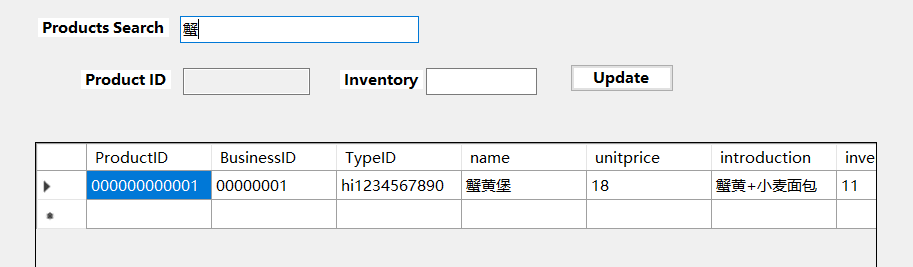 Products Search 蟹
Product ID Inventory Update
ProductID BusinessID TypeID name unitprice introduction inve
000000000001 00000001 hi1234567890 蟹黄堡 18 蟹黄+小麦面包 11